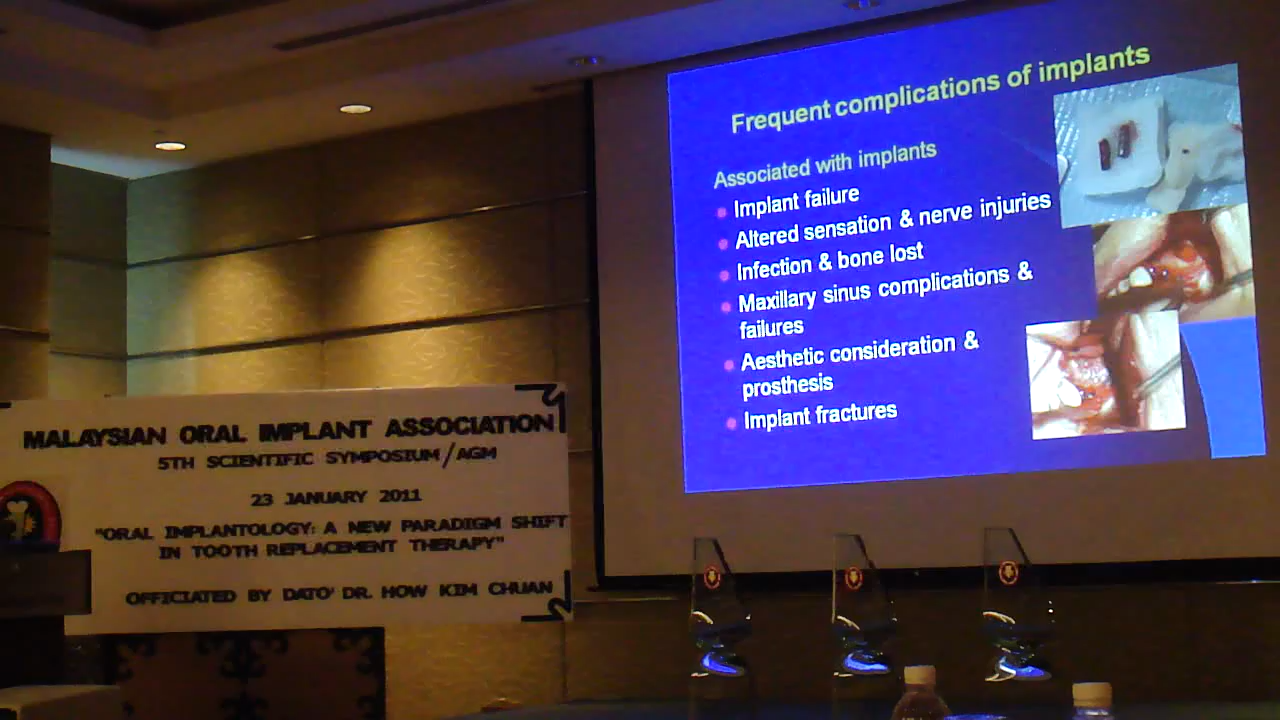 MALAYSIAN ORAL IMPLANT ASSOCIATION
5TH SCIENTIFIC SYMPOSIUM/AGM
23 JANUARY 2011
"ORAL IMPLANTOLOGY: A NEW PARADIGM SHIFT
IN TOOTH REPLACEMENT THERAPY"
OFFICIATED BY DATO' DR. HOW KIM CHUAN
Frequent complications of implants
Associated with implants
Implant failure
Altered sensation & nerve injuries
Infection & bone lost
Maxillary sinus complications &
failures
Aesthetic consideration &
prosthesis
Implant fractures